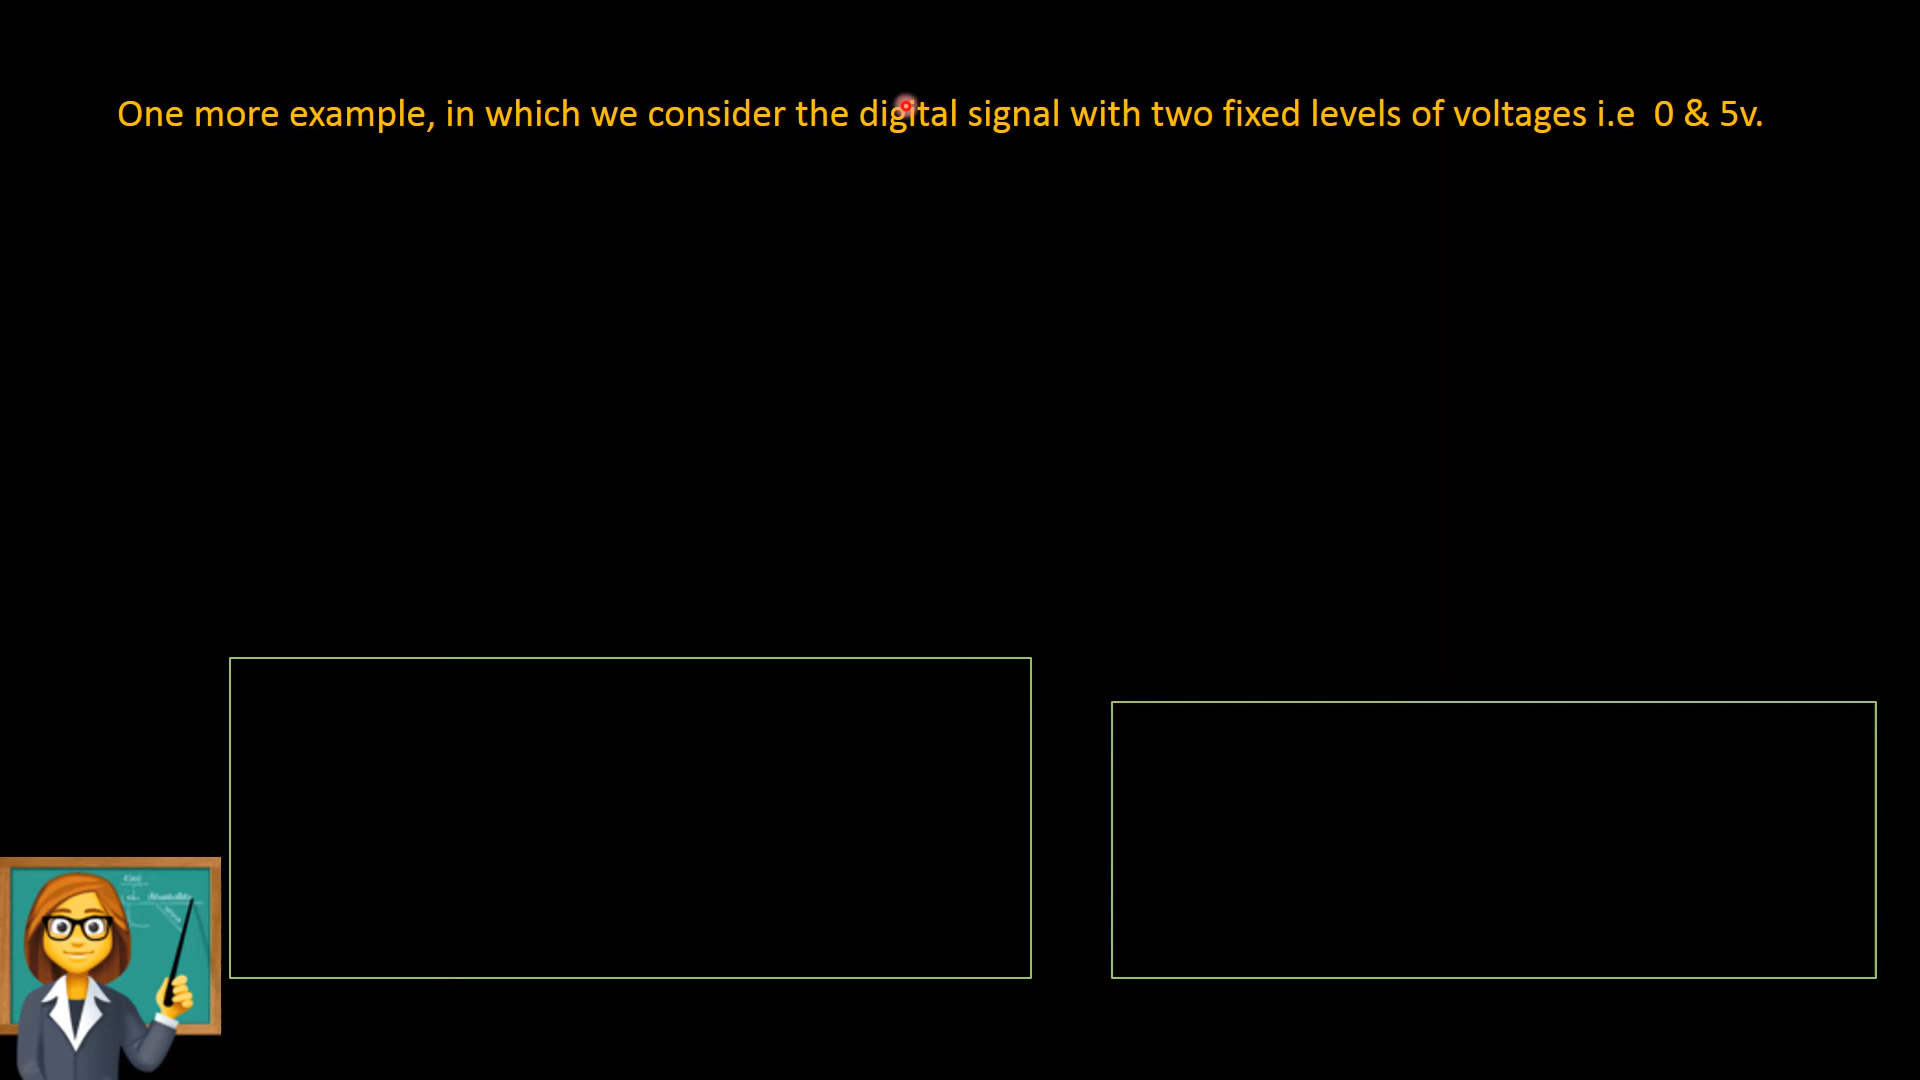 One more example, in which we consider the digital signal with two fixed levels of voltages i.e 0 & 5v.